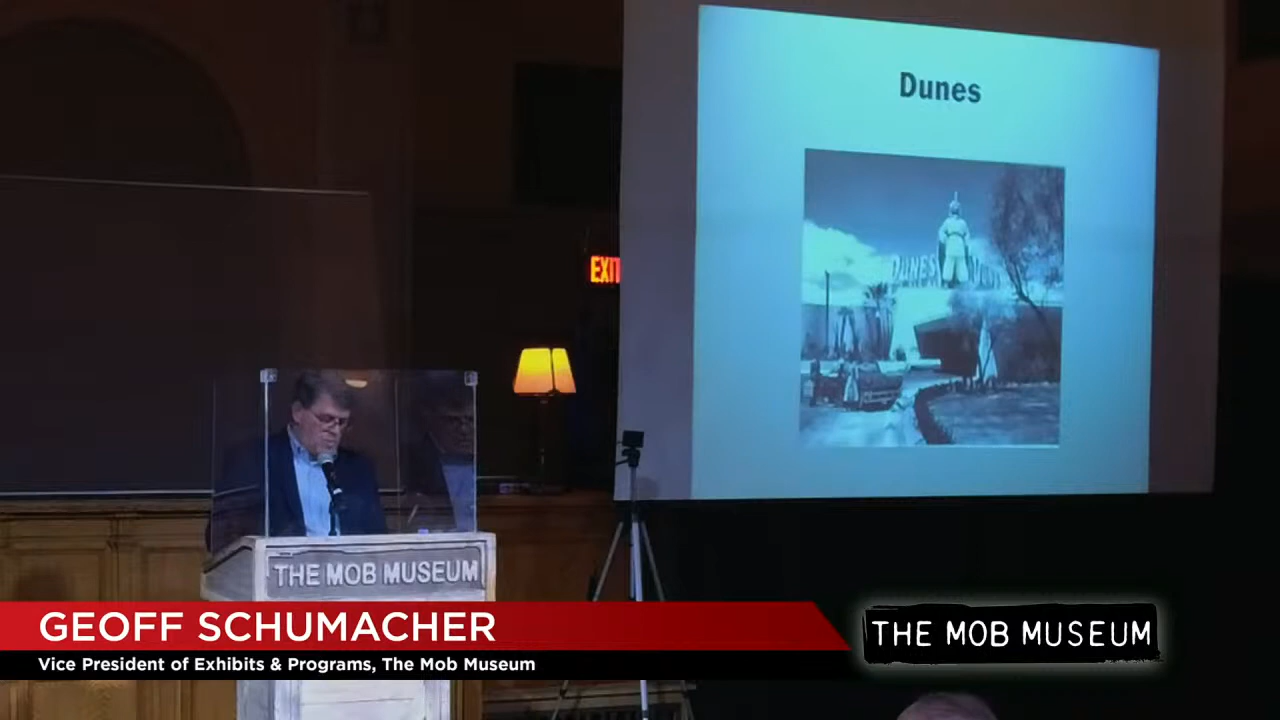 Dunes
DUNES
EXIT
THE MOB MUSEUM
GEOFF SCHUMACHER
Vice President of Exhibits & Programs, The Mob Museum
THE MOB MUSEUM